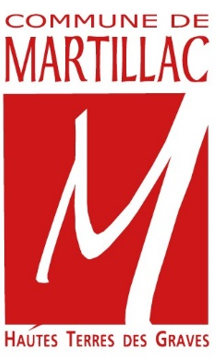 COMMUNE DE
MARTILLAC
M
HAUTES TERRES DES GRAVES